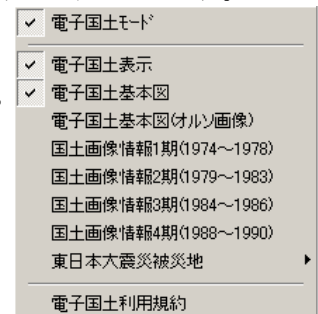 電子国土モード
電子国土表示
電子国土基本図
電子国土基本図(オルソ画像)
国土画像情報1期(1974～1978)
国土画像情報2期(1979～1983)
国土画像情報3期(1984～1986)
国土画像情報4期(1988～1990)
東日本大震災被災地
電子国土利用規約